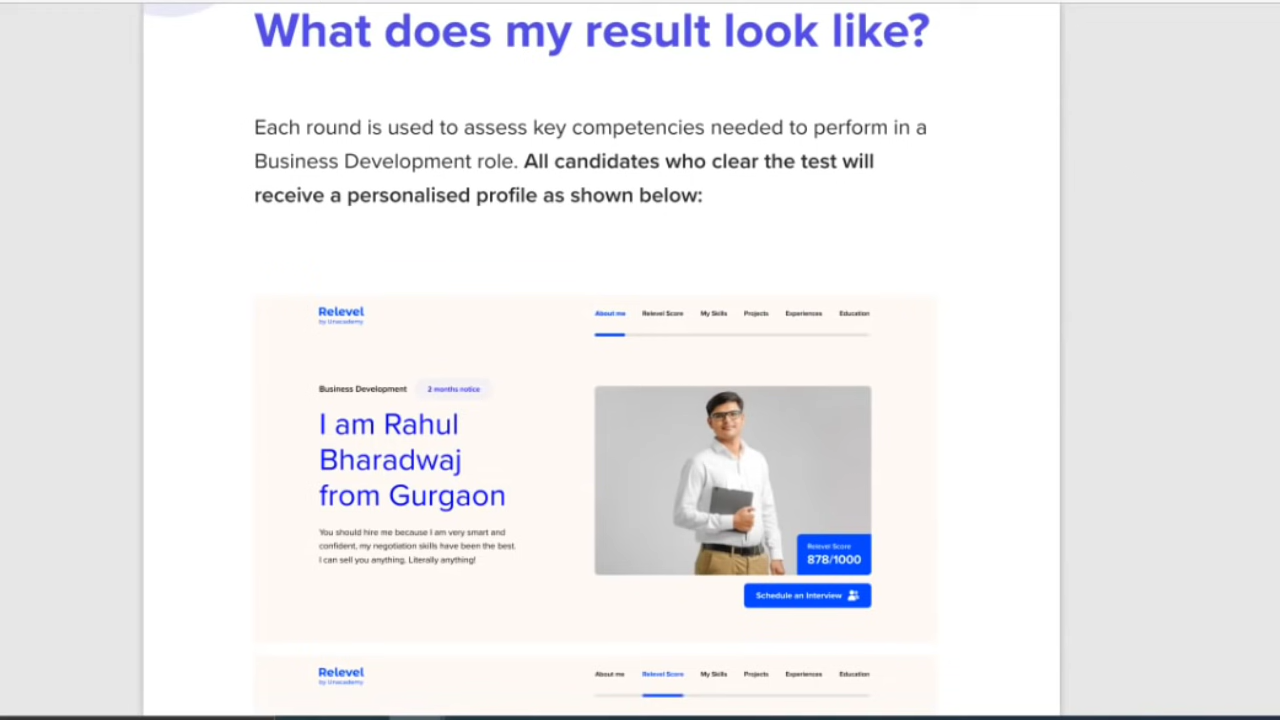 What does my result look like?
Each round is used to assess key competencies needed to perform in a
Business Development role. All candidates who clear the test will
receive a personalised profile as shown below:
Relevel
by Unacademy
About me Relevel Score My Skills Projects Experiences Education
Business Development 2 months notice
I am Rahul
Bharadwaj
from Gurgaon
You should hire me because I am very smart and
confident, my negotiation skills have been the best.
I can sell you anything. Literally anything!
Relevel Score
878/1000
Schedule an Interview
Relevel
by Unacademy
About me Relevel Score My Skills Projects Experiences Education